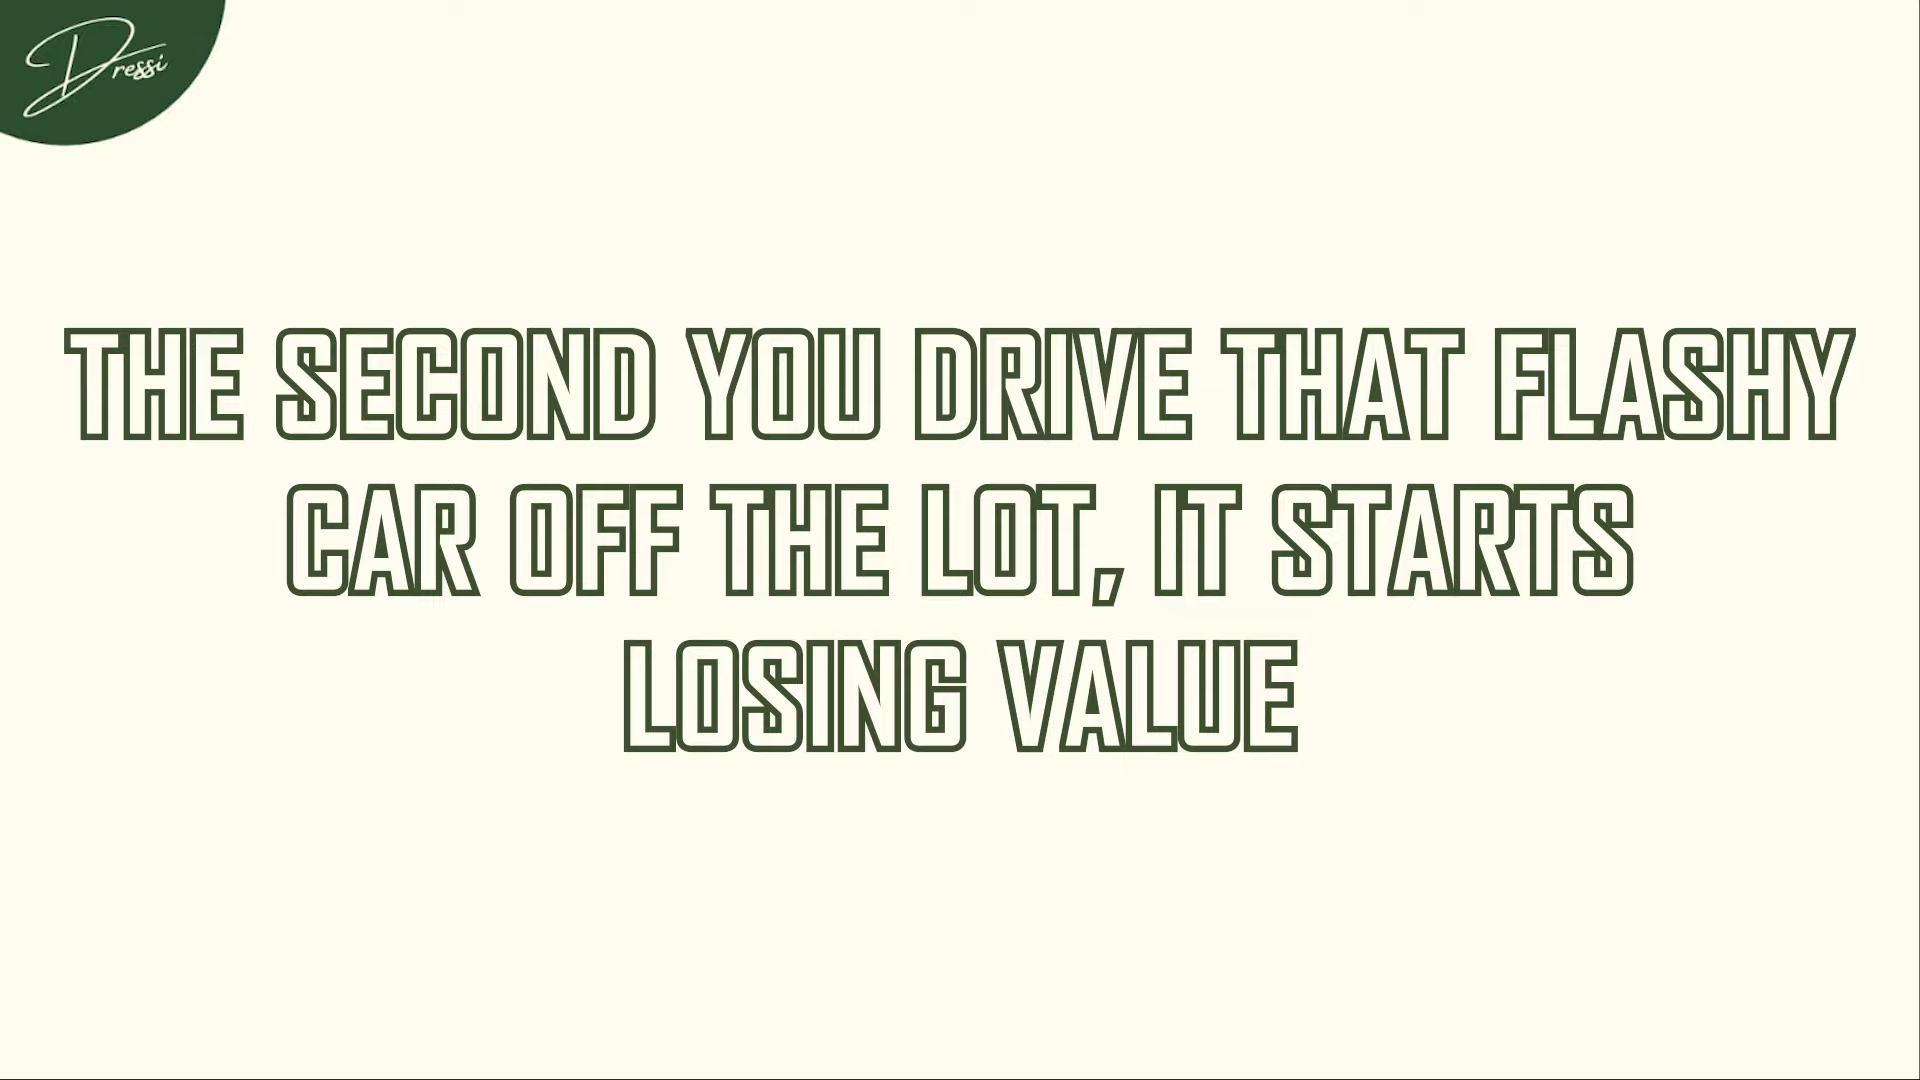 Dressi
THE SECOND YOU DRIVE THAT FLASHY
CAR OFF THE LOT, IT STARTS
LOSING VALUE